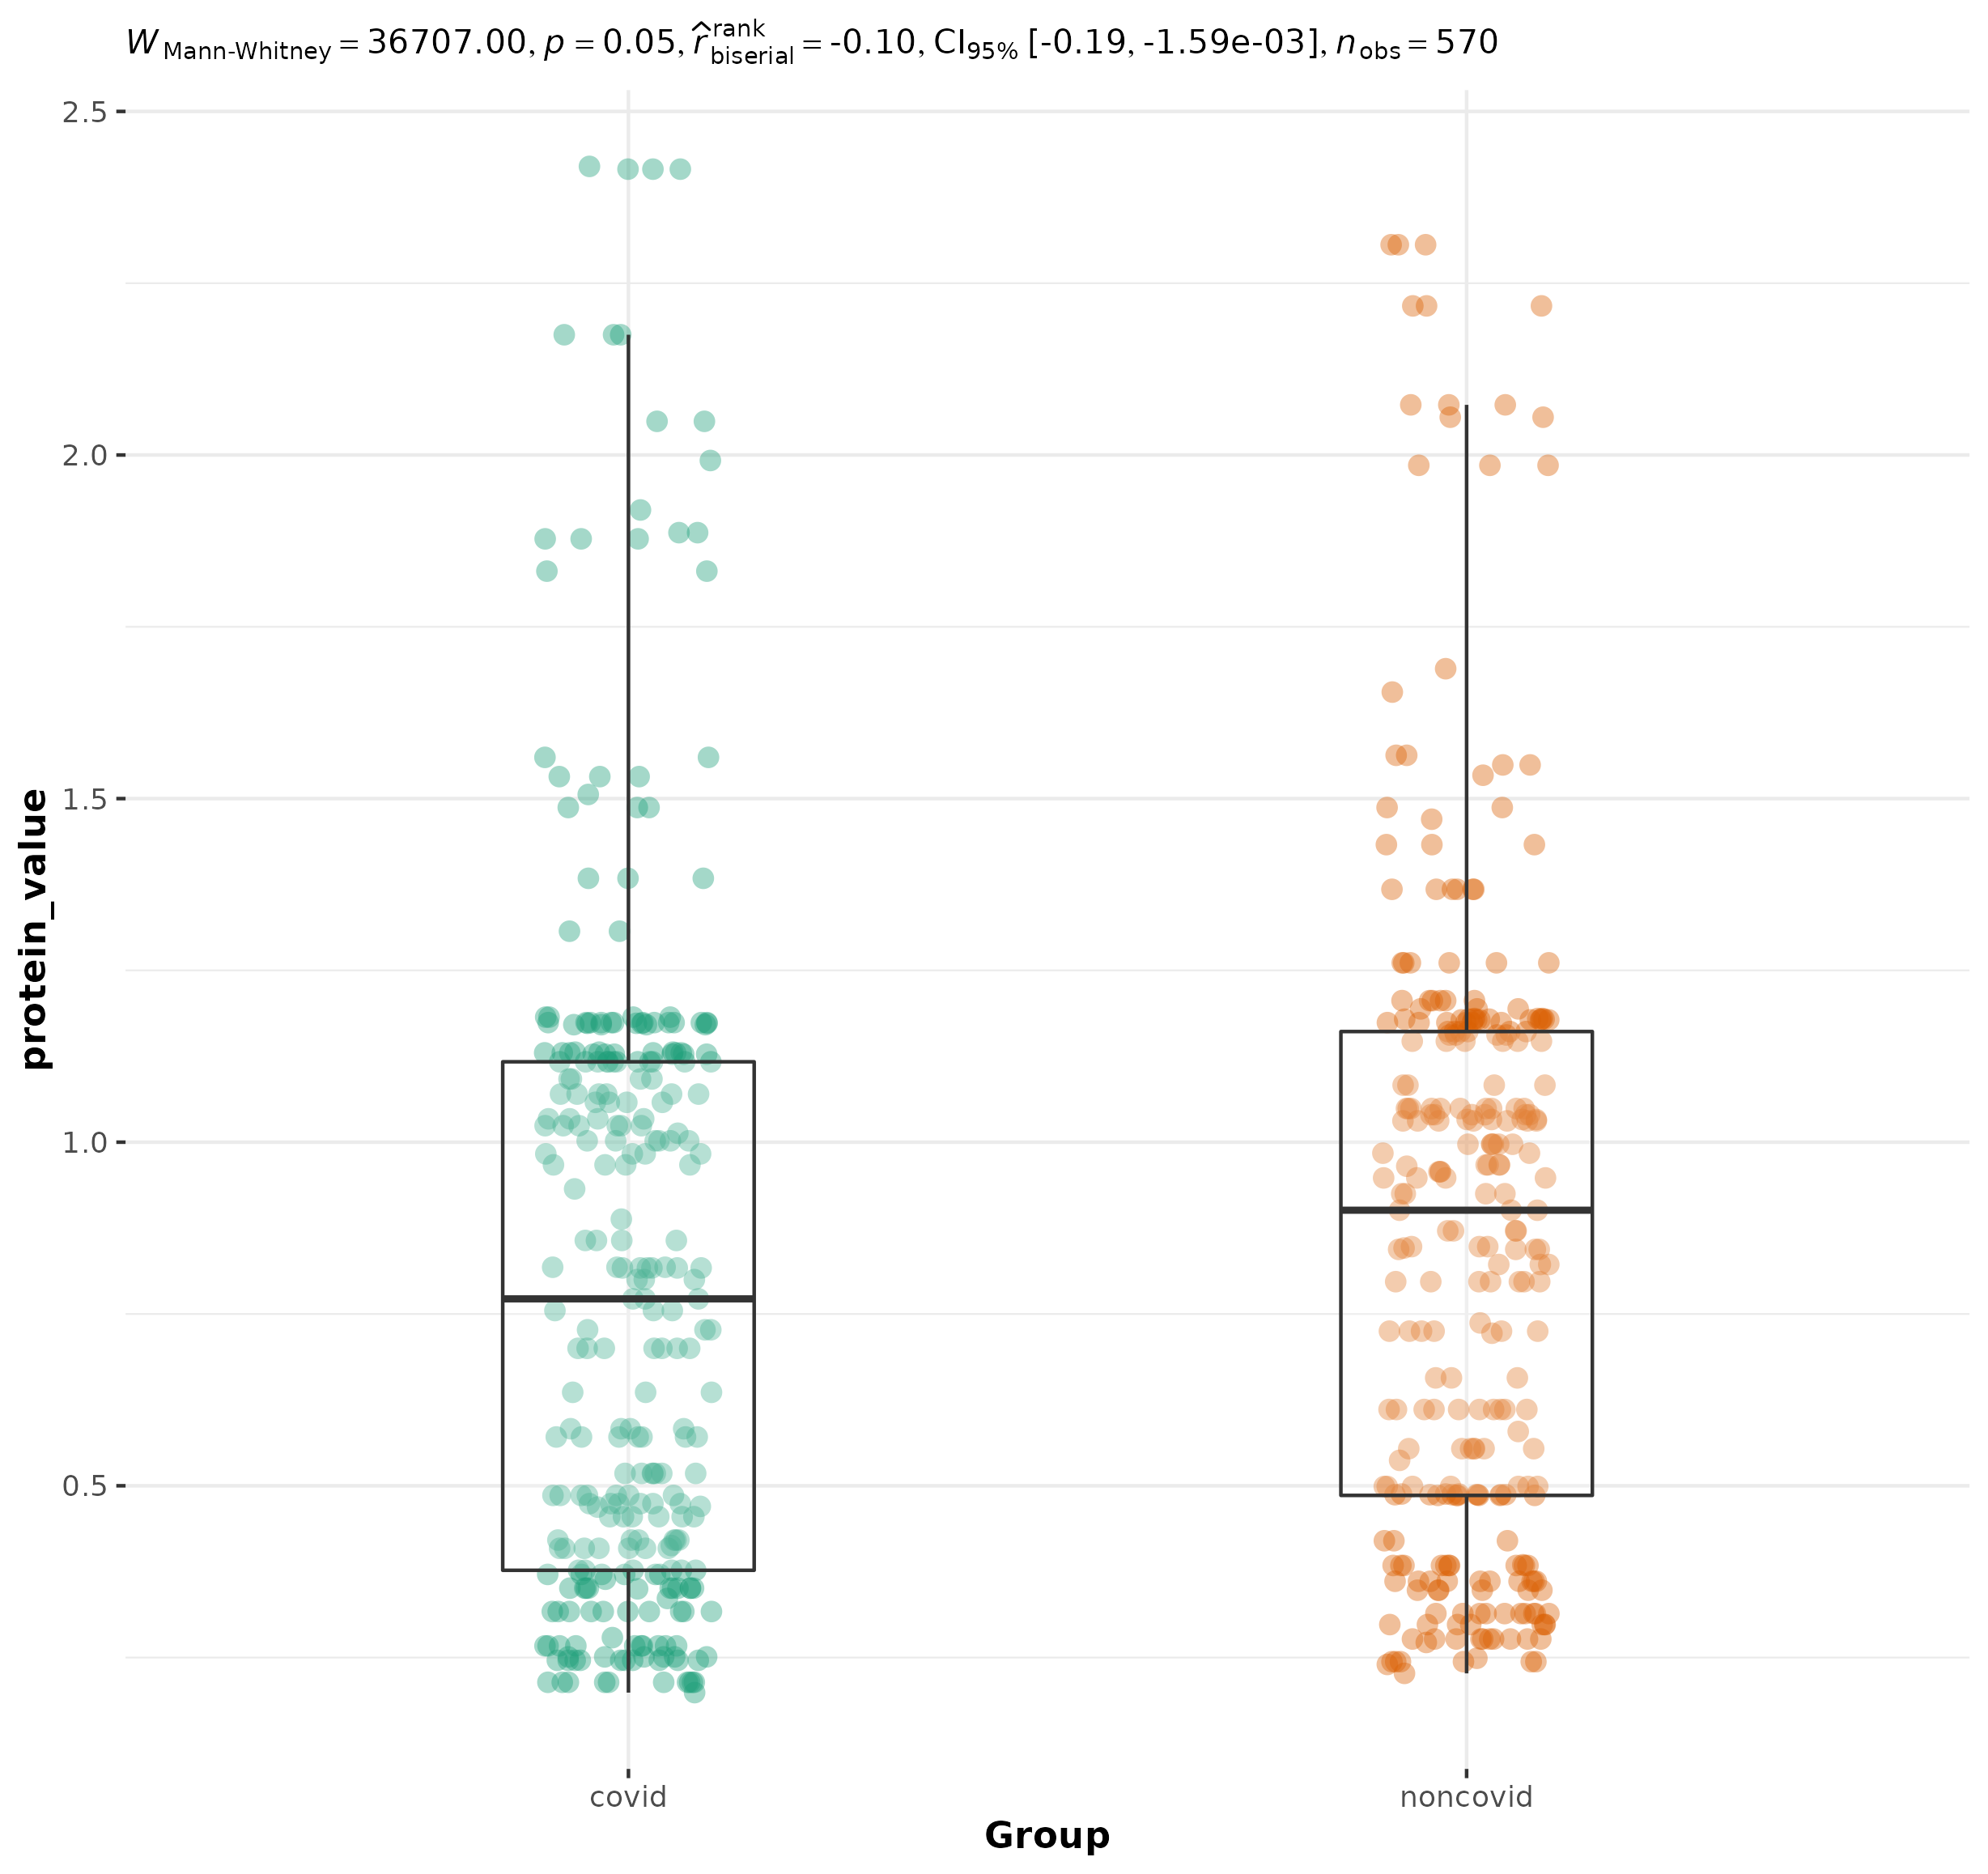 W Mann-Whitney = 36707.00, p = 0.05, r̂ rank biserial = -0.10, CI95% [-0.19, -1.59e-03], nobs = 570
2.5
2.0
1.5
1.0
0.5
protein_value
covid noncovid
Group